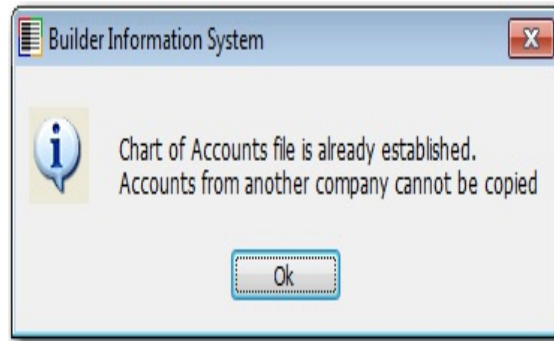 Builder Information System
Chart of Accounts file is already established.
Accounts from another company cannot be copied
Ok